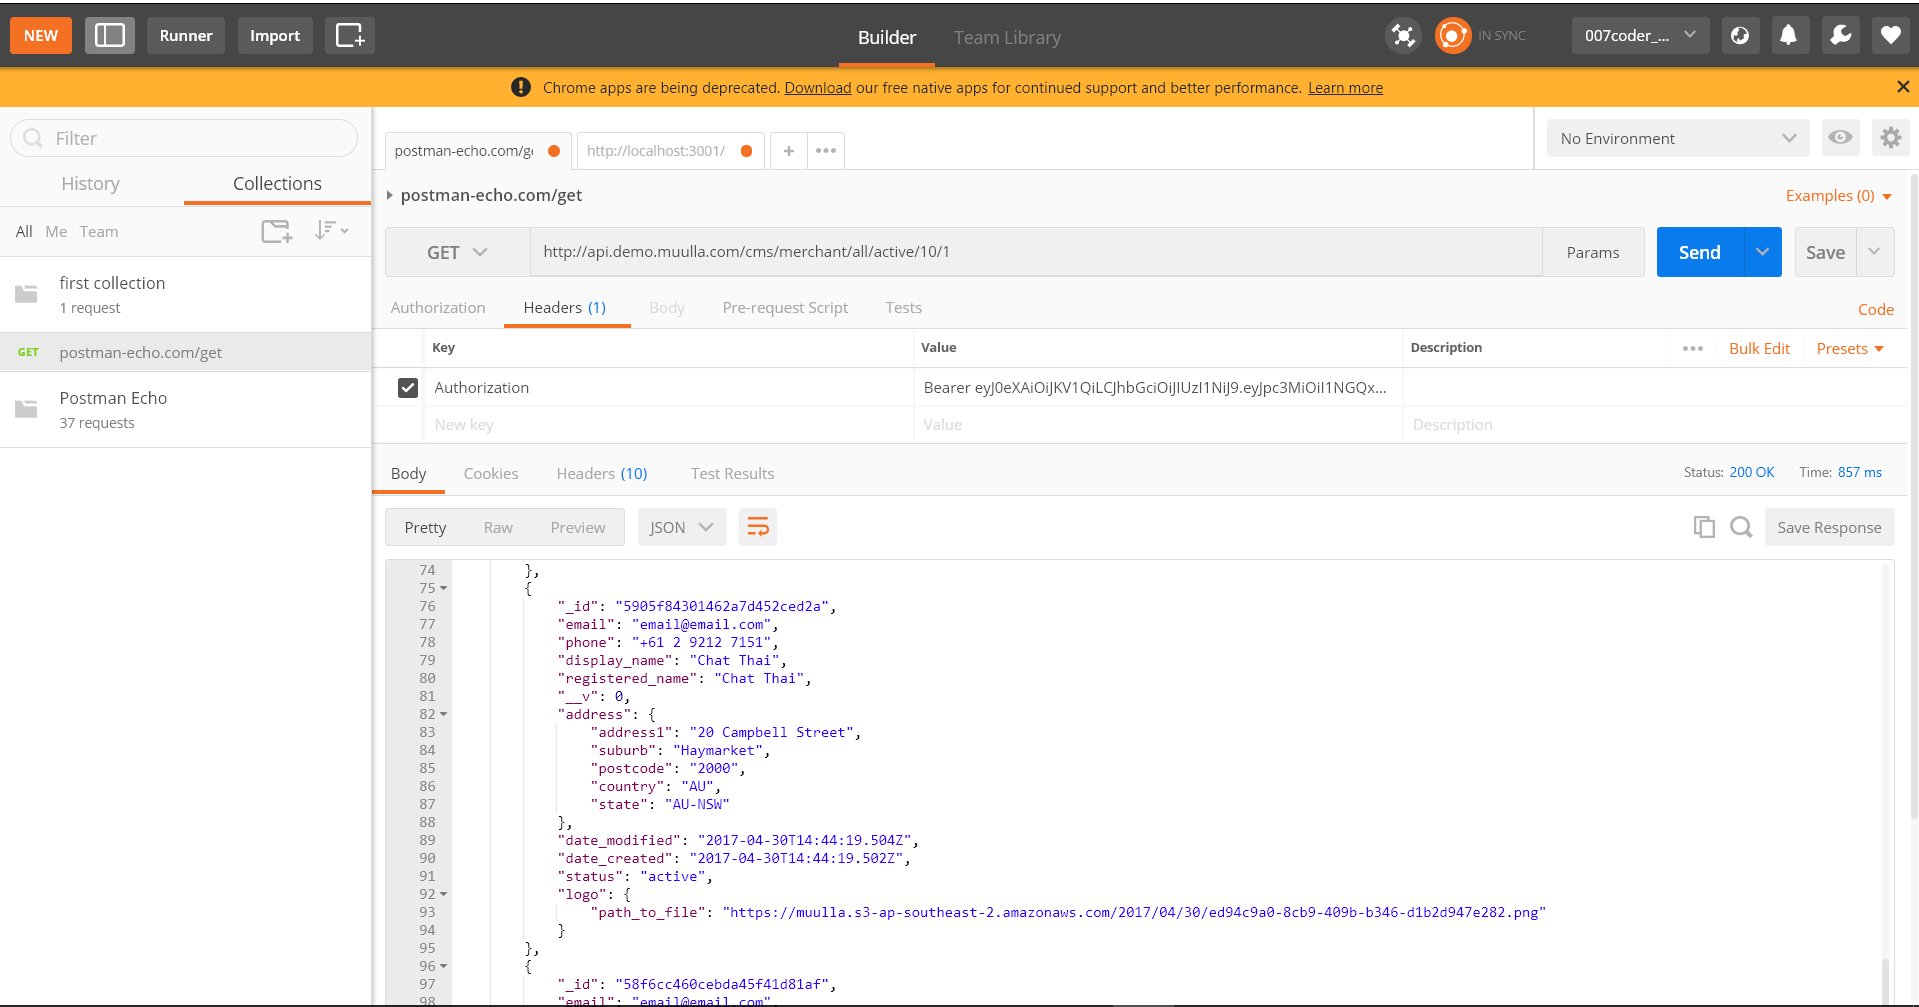 NEW Runner Import Builder Team Library IN SYNC 007coder_...
Chrome apps are being deprecated. Download our free native apps for continued support and better performance. Learn more
Filter
History Collections
All Me Team
first collection
1 request
GET postman-echo.com/get
Postman Echo
37 requests
postman-echo.com/ge http://localhost:3001/ + •••
No Environment
postman-echo.com/get
Examples (0)
GET http://api.demo.muulla.com/cms/merchant/all/active/10/1 Params Send Save
Authorization Headers (1) Body Pre-request Script Tests Code
Key Value Description ••• Bulk Edit Presets
Authorization Bearer eyJ0eXAiOiJKV1QiLCJhbGciOiJIUzI1NiJ9.eyJpc3MiOiI1NGQx...
New key Value Description
Body Cookies Headers (10) Test Results Status: 200 OK Time: 857 ms
Pretty Raw Preview JSON Save Response
74 },
75 {
76 "_id": "5905f84301462a7d452ced2a",
77 "email": "email@email.com",
78 "phone": "+61 2 9212 7151",
79 "display_name": "Chat Thai",
80 "registered_name": "Chat Thai",
81 "__v": 0,
82 "address": {
83 "address1": "20 Campbell Street",
84 "suburb": "Haymarket",
85 "postcode": "2000",
86 "country": "AU",
87 "state": "AU-NSW"
88 },
89 "date_modified": "2017-04-30T14:44:19.504Z",
90 "date_created": "2017-04-30T14:44:19.502Z",
91 "status": "active",
92 "logo": {
93 "path_to_file": "https://muulla.s3-ap-southeast-2.amazonaws.com/2017/04/30/ed94c9a0-8cb9-409b-b346-d1b2d947e282.png"
94 }
95 },
96 {
97 "_id": "58f6cc460cebda45f41d81af",
98 "email": "email@email.com",